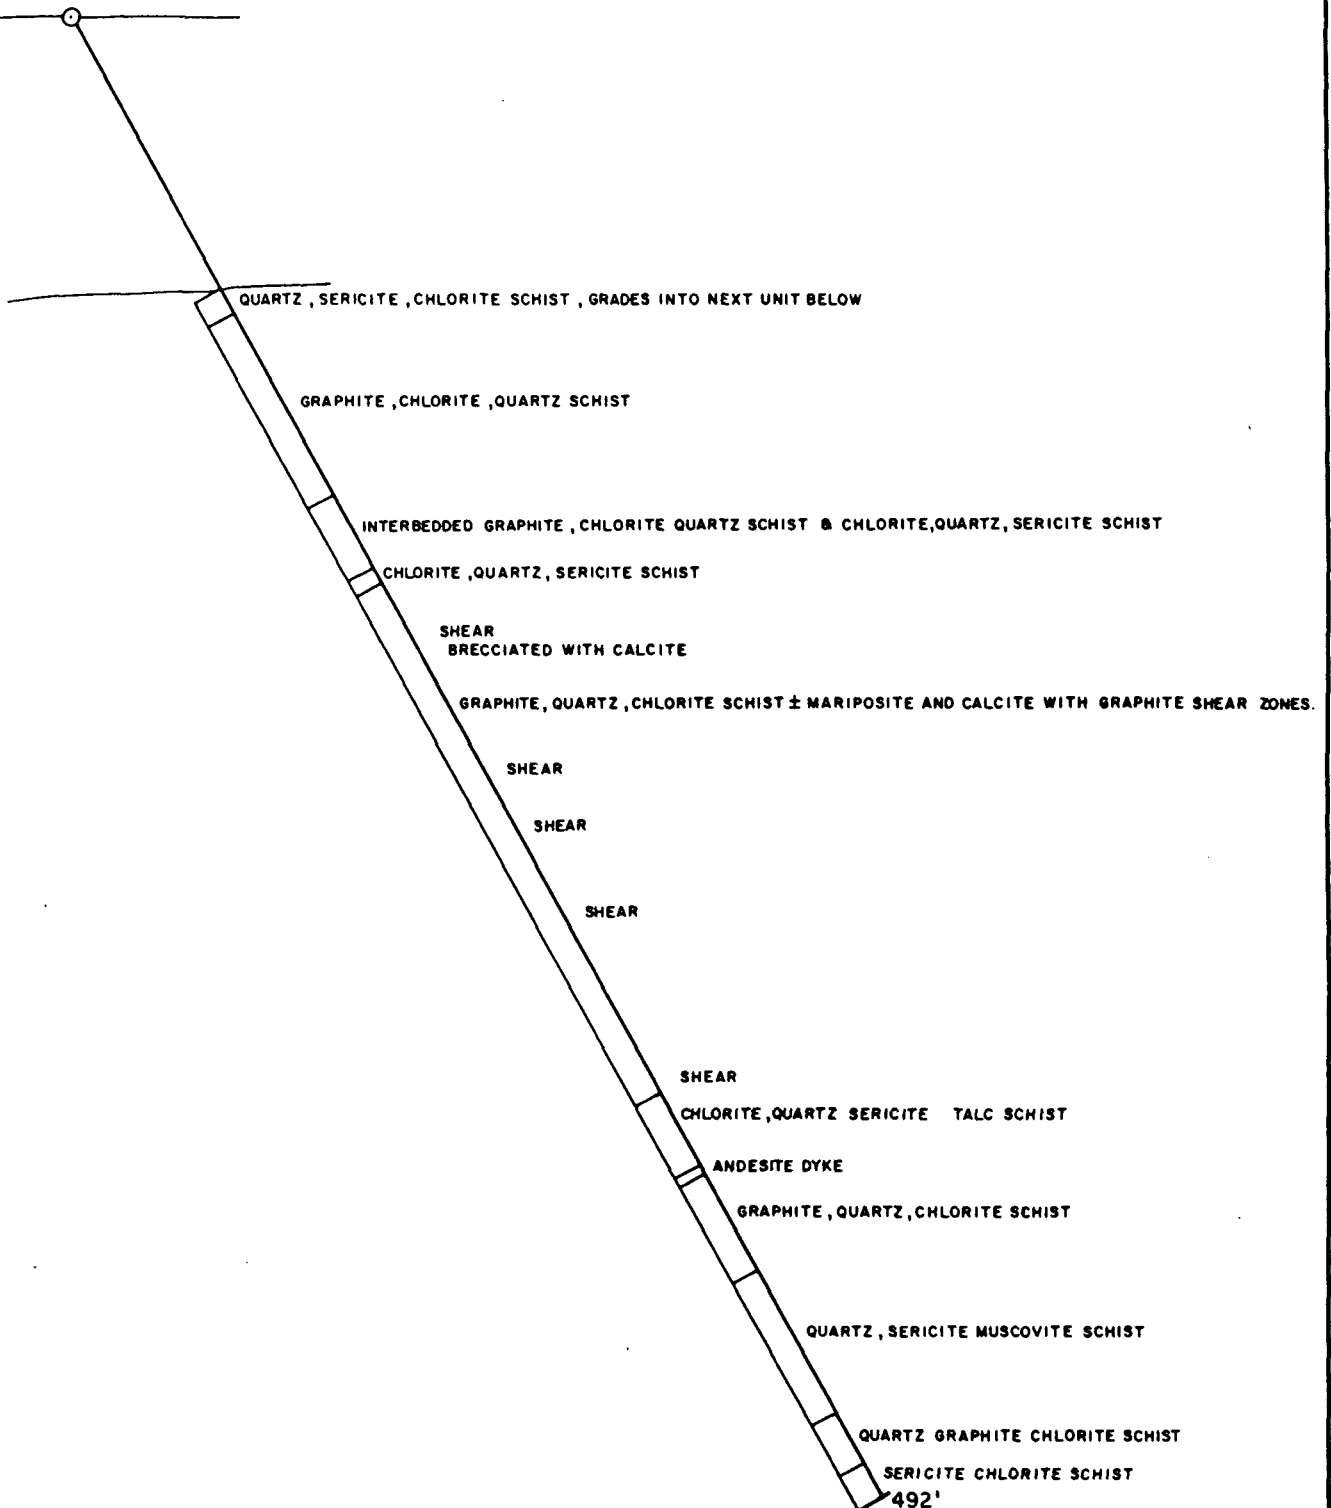 QUARTZ , SERICITE , CHLORITE SCHIST , GRADES INTO NEXT UNIT BELOW
GRAPHITE , CHLORITE , QUARTZ SCHIST
INTERBEDDED GRAPHITE , CHLORITE QUARTZ SCHIST & CHLORITE, QUARTZ, SERICITE SCHIST
CHLORITE , QUARTZ, SERICITE SCHIST
SHEAR
BRECCIATED WITH CALCITE
GRAPHITE, QUARTZ , CHLORITE SCHIST ± MARIPOSITE AND CALCITE WITH GRAPHITE SHEAR ZONES.
SHEAR
SHEAR
SHEAR
SHEAR
CHLORITE , QUARTZ SERICITE TALC SCHIST
ANDESITE DYKE
GRAPHITE , QUARTZ , CHLORITE SCHIST
QUARTZ , SERICITE MUSCOVITE SCHIST
QUARTZ GRAPHITE CHLORITE SCHIST
SERICITE CHLORITE SCHIST
492'